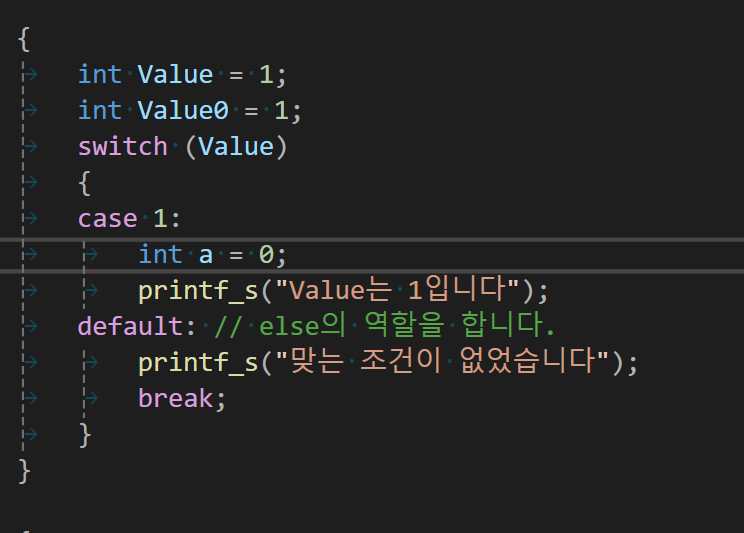 {
int Value = 1;
int Value0 = 1;
switch (Value)
{
case 1:
int a = 0;
printf_s("Value는 1입니다");
default: // else의 역할을 합니다.
printf_s("맞는 조건이 없었습니다");
break;
}
}